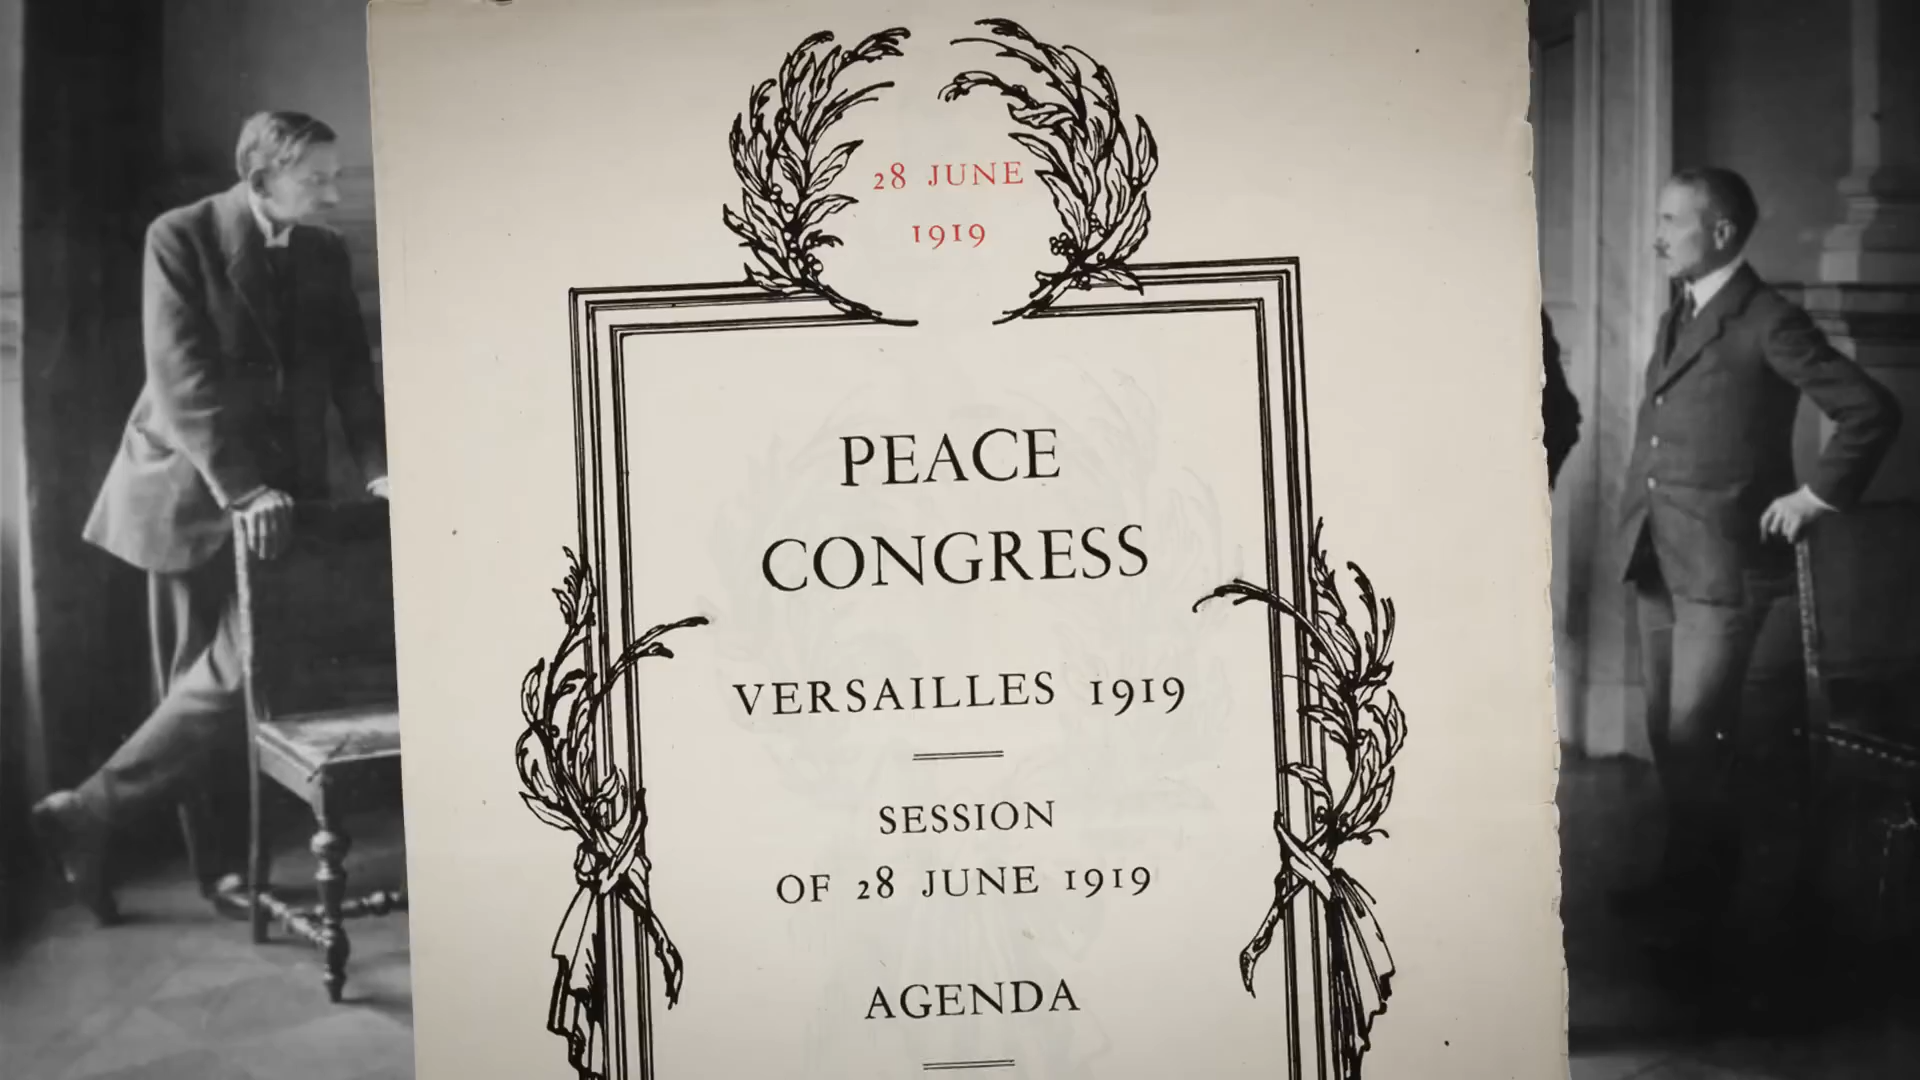 28 JUNE
1919
PEACE
CONGRESS
VERSAILLES 1919
SESSION
OF 28 JUNE 1919
AGENDA